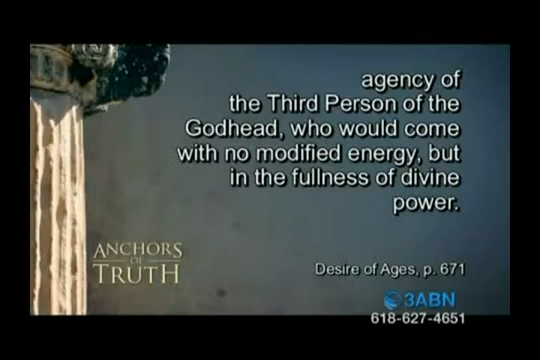 agency of
the Third Person of the
Godhead, who would come
with no modified energy, but
in the fullness of divine
power.
ANCHORS
OF
TRUTH
Desire of Ages, p. 671
3ABN
618-627-4651